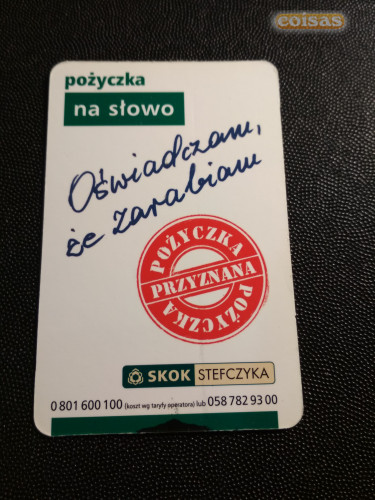 coisas
pożyczka
na słowo
Oświadczam,
że zarabiam
POŻYCZKA
PRZYZNANA
POŻYCZKA
SKOK STEFCZYKA
0 801 600 100 (koszt wg taryfy operatora) lub 058 782 93 00